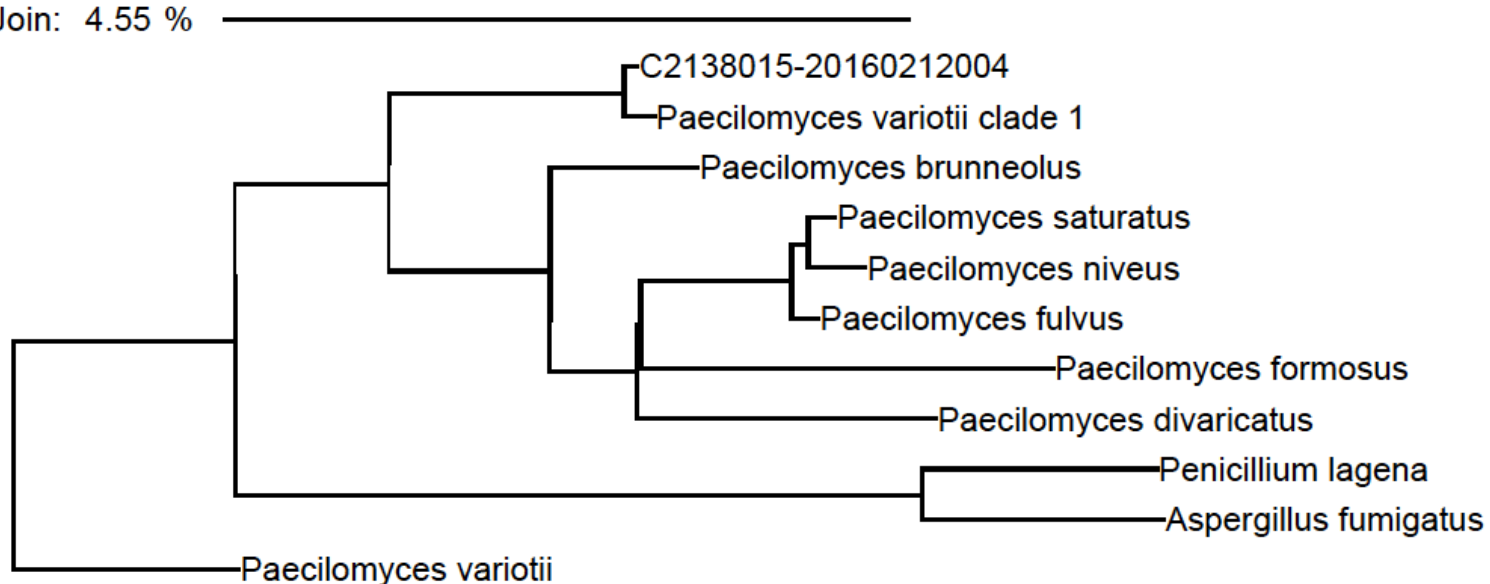 Join: 4.55 %
C2138015-20160212004
Paecilomyces variotii clade 1
Paecilomyces brunneolus
Paecilomyces saturatus
Paecilomyces niveus
Paecilomyces fulvus
Paecilomyces formosus
Paecilomyces divaricatus
Penicillium lagena
Aspergillus fumigatus
Paecilomyces variotii